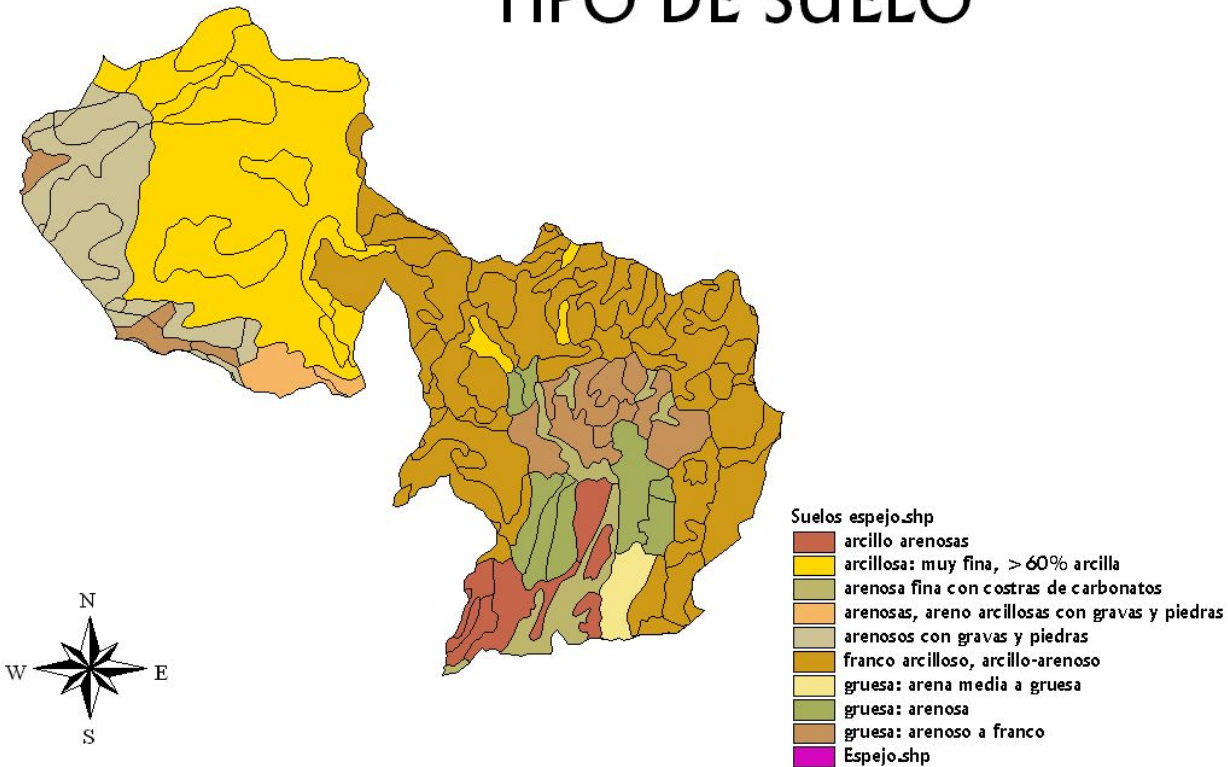 TIPO DE SUELO
Suelos espejo.shp
arcillo arenosas
arcillosa: muy fina, >60% arcilla
arenosa fina con costras de carbonatos
arenosas, areno arcillosas con gravas y piedras
arenosos con gravas y piedras
franco arcilloso, arcillo-arenoso
gruesa: arena media a gruesa
gruesa: arenosa
gruesa: arenoso a franco
Espejo.shp
N
W E
S